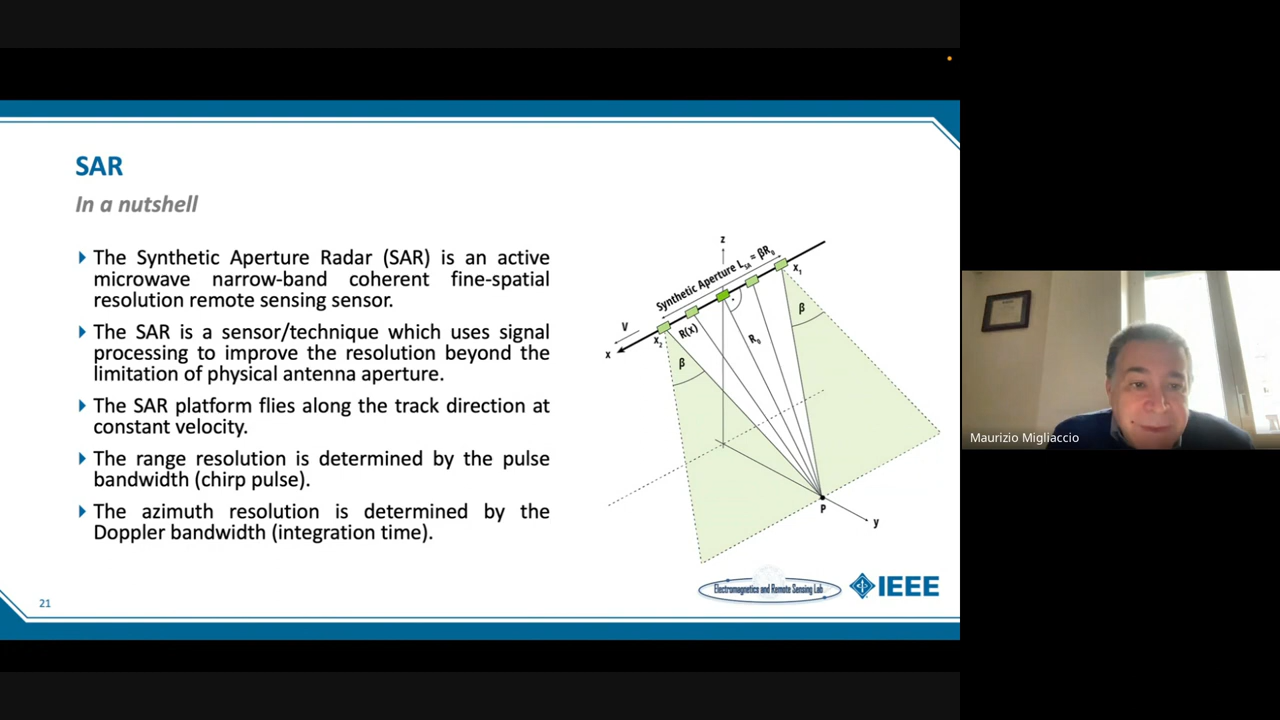 SAR
In a nutshell
The Synthetic Aperture Radar (SAR) is an active
microwave narrow-band coherent fine-spatial
resolution remote sensing sensor.
The SAR is a sensor/technique which uses signal
processing to improve the resolution beyond the
limitation of physical antenna aperture.
The SAR platform flies along the track direction at
constant velocity.
The range resolution is determined by the pulse
bandwidth (chirp pulse).
The azimuth resolution is determined by the
Doppler bandwidth (integration time).
z
Synthetic Aperture L_SA = βR_0
x_1
V
x
x_2
R(x)
R_0
β
β
P
y
Electromagnetics and Remote Sensing Lab
IEEE
21
Maurizio Migliaccio